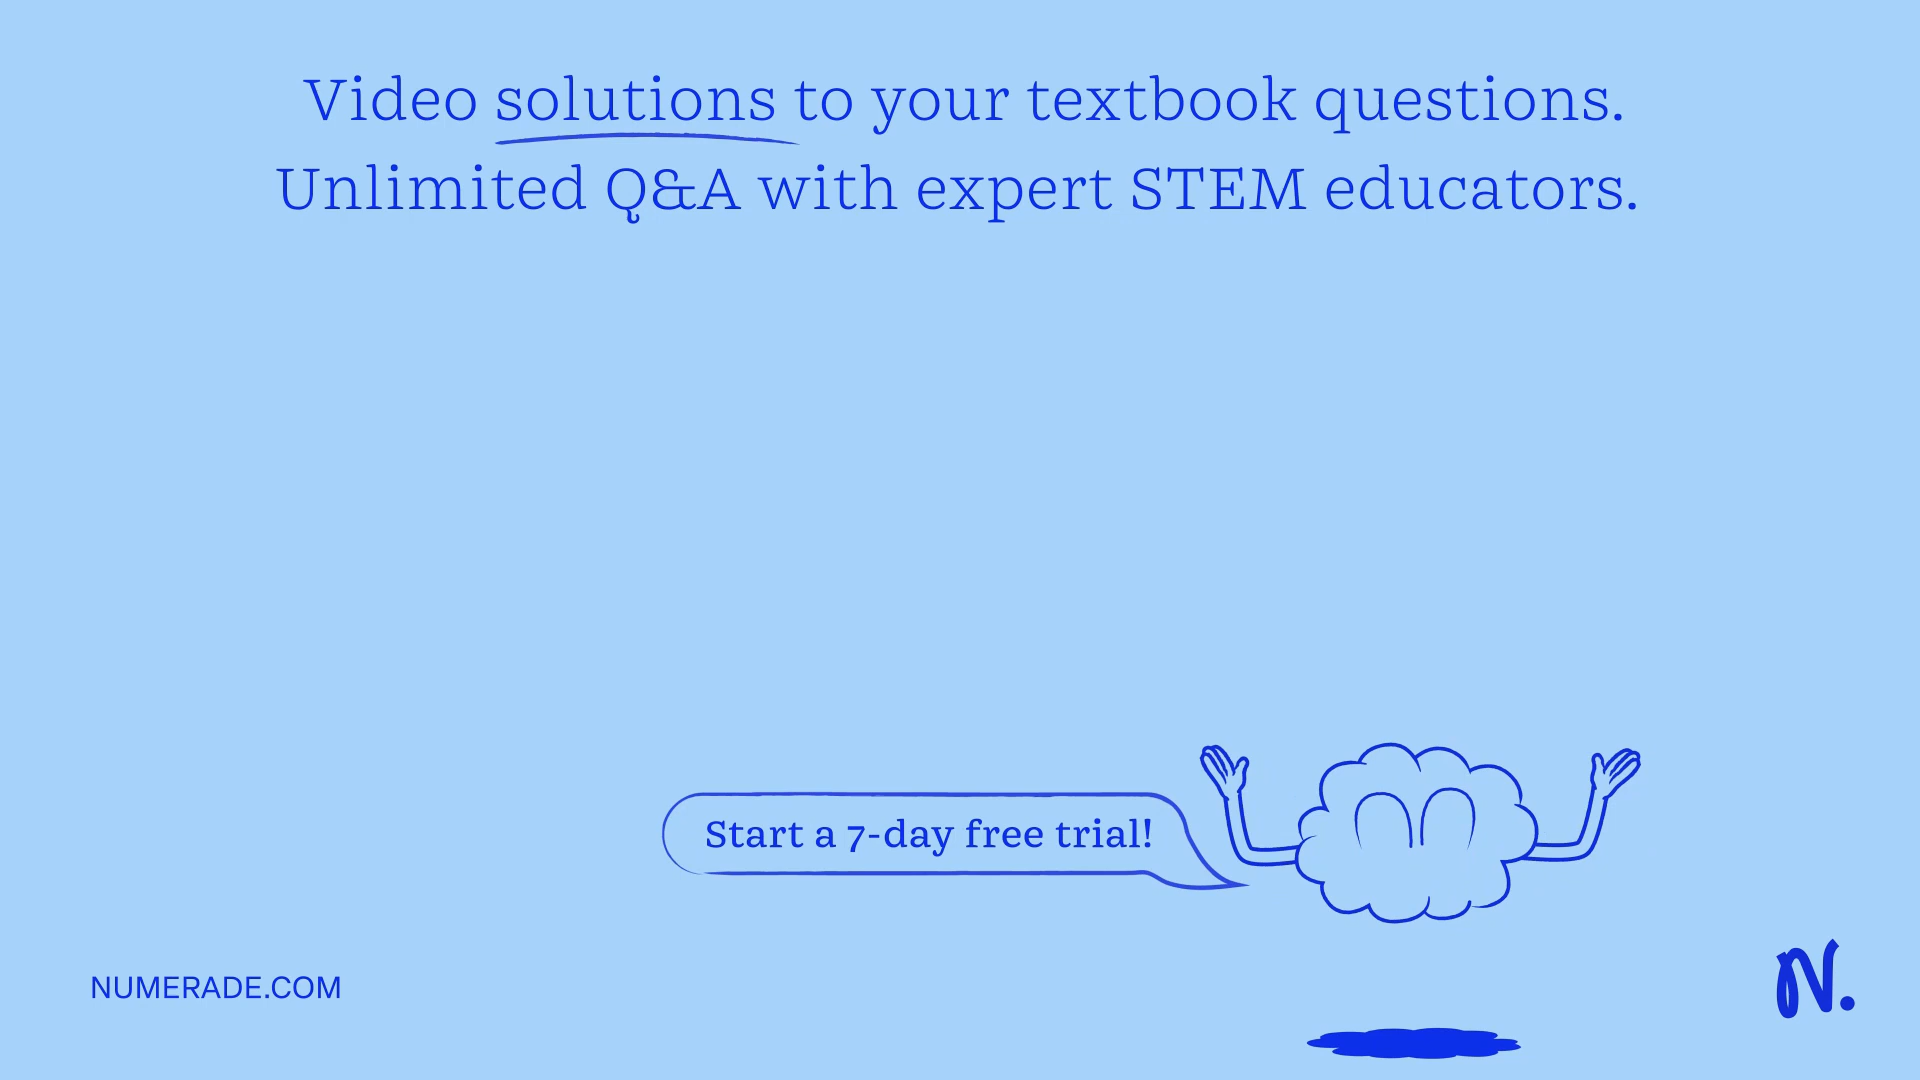 Video solutions to your textbook questions.
Unlimited Q&A with expert STEM educators.
Start a 7-day free trial!
NUMERADE.COM
N.